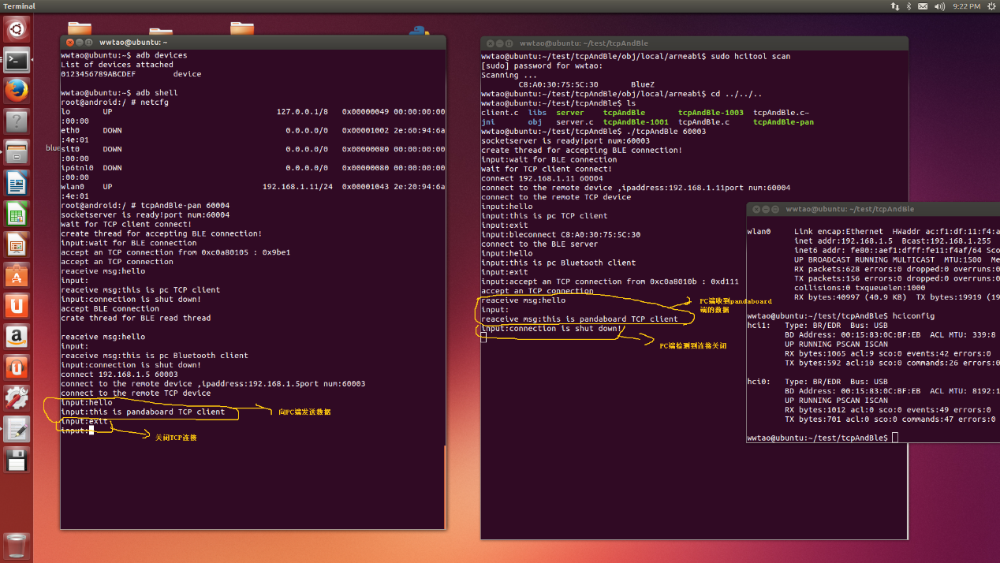 Terminal
9:22 PM
wwtao@ubuntu: ~
wwtao@ubuntu:~$ adb devices
List of devices attached
0123456789ABCDEF        device
wwtao@ubuntu:~$ adb shell
root@android:/ # netcfg
lo       UP                                   127.0.0.1/8   0x00000049 00:00:00:00
:00:00
eth0     DOWN                                   0.0.0.0/0   0x00001002 2e:60:94:6a
:4e:01
sit0     DOWN                                   0.0.0.0/0   0x00000080 00:00:00:00
:00:00
ip6tnl0  DOWN                                   0.0.0.0/0   0x00000080 00:00:00:00
:00:00
wlan0    UP                                192.168.1.11/24  0x00001043 2e:20:94:6a
:4e:01
root@android:/ # tcpAndBle-pan 60004
socketserver is ready!port num:60004
wait for TCP client connect!
create thread for accepting BLE connection!
input:wait for BLE connection
accept an TCP connection from 0xc0a80105 : 0x9be1
accept an TCP connection
reaceive msg:hello
input:
reaceive msg:this is pc TCP client
input:connection is shut down!
accept BLE connection
crate thread for BLE read thread
reaceive msg:hello
input:
reaceive msg:this is pc Bluetooth client
input:connection is shut down!
connect 192.168.1.5 60003
connect to the remote device ,ipaddress:192.168.1.5port num:60003
connect to the remote TCP device
input:hello
input:this is pandaboard TCP client
向PC端发送数据
input:exit
input:
关闭TCP连接
blue
wwtao@ubuntu: ~/test/tcpAndBle
wwtao@ubuntu:~/test/tcpAndBle/obj/local/armeabi$ sudo hcitool scan
[sudo] password for wwtao:
Scanning ...
        C8:A0:30:75:5C:30       BlueZ
wwtao@ubuntu:~/test/tcpAndBle/obj/local/armeabi$ cd ../../..
wwtao@ubuntu:~/test/tcpAndBle$ ls
client.c  libs  server    tcpAndBle       tcpAndBle-1003  tcpAndBle.c~
jni       obj   server.c  tcpAndBle-1001  tcpAndBle.c     tcpAndBle-pan
wwtao@ubuntu:~/test/tcpAndBle$ ./tcpAndBle 60003
socketserver is ready!port num:60003
create thread for accepting BLE connection!
input:wait for BLE connection
wait for TCP client connect!
connect 192.168.1.11 60004
connect to the remote device ,ipaddress:192.168.1.11port num:60004
connect to the remote TCP device
input:hello
input:this is pc TCP client
input:exit
input:bleconnect C8:A0:30:75:5C:30
connect to the BLE server
input:hello
input:this is pc Bluetooth client
input:exit
input:accept an TCP connection from 0xc0a8010b : 0xd111
accept an TCP connection
reaceive msg:hello
input:
reaceive msg:this is pandaboard TCP client
input:connection is shut down!
PC端收到pandaboard
端的数据
PC端检测到连接关闭
wwtao@ubuntu: ~/test/tcpAndBle
wlan0     Link encap:Ethernet  HWaddr ac:f1:df:11:f4:a
          inet addr:192.168.1.5  Bcast:192.168.1.255
          inet6 addr: fe80::aef1:dfff:fe11:f4af/64 Sco
          UP BROADCAST RUNNING MULTICAST  MTU:1500  Me
          RX packets:628 errors:0 dropped:0 overruns:0
          TX packets:156 errors:0 dropped:0 overruns:0
          collisions:0 txqueuelen:1000
          RX bytes:40997 (40.9 KB)  TX bytes:19919 (19
wwtao@ubuntu:~/test/tcpAndBle$ hciconfig
hci1:   Type: BR/EDR  Bus: USB
        BD Address: 00:15:83:0C:BF:EB  ACL MTU: 339:8
        UP RUNNING PSCAN ISCAN
        RX bytes:1065 acl:9 sco:0 events:42 errors:0
        TX bytes:592 acl:10 sco:0 commands:26 errors:0
hci0:   Type: BR/EDR  Bus: USB
        BD Address: 00:15:83:0C:BF:EB  ACL MTU: 8192:1
        UP RUNNING PSCAN ISCAN
        RX bytes:1012 acl:0 sco:0 events:49 errors:0
        TX bytes:701 acl:0 sco:0 commands:47 errors:0
wwtao@ubuntu:~/test/tcpAndBle$